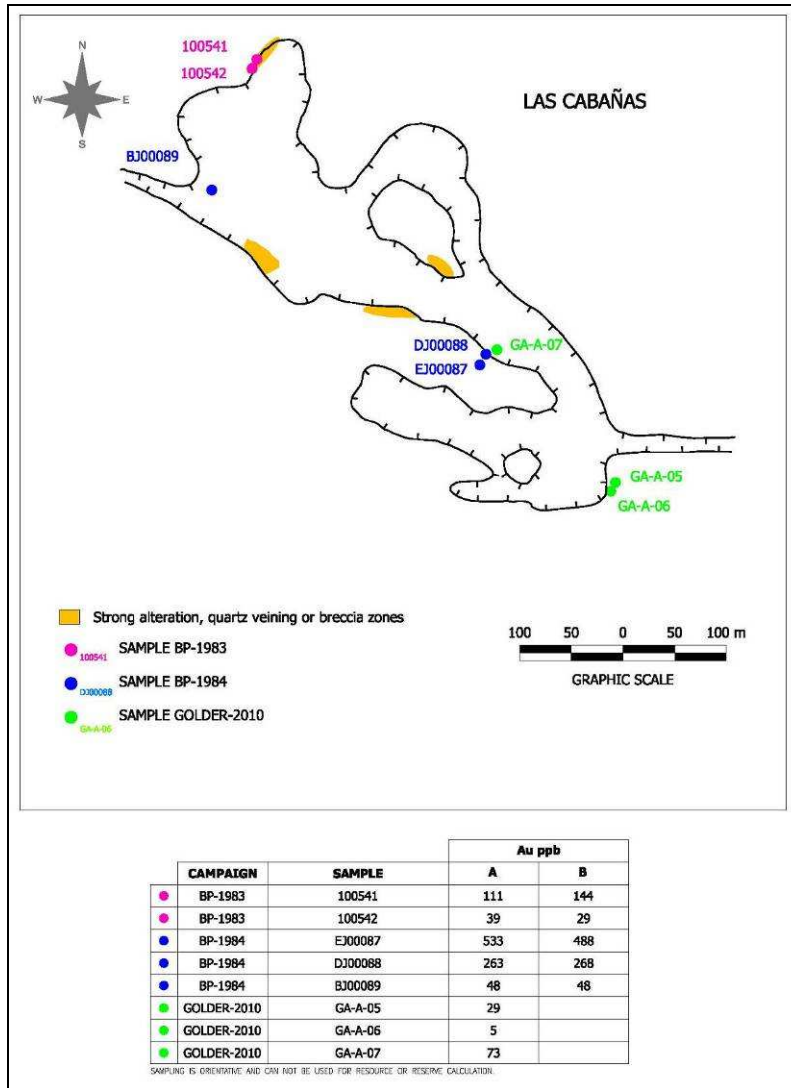 N
W E
S
LAS CABAÑAS
100541
100542
BJ00089
DJ00088
GA-A-07
EJ00087
GA-A-05
GA-A-06
Strong alteration, quartz veining or breccia zones
100541 SAMPLE BP-1983
DJ00088 SAMPLE BP-1984
GA-A-06 SAMPLE GOLDER-2010
100 50 0 50 100 m
GRAPHIC SCALE
Au ppb
CAMPAIGN SAMPLE A B
BP-1983 100541 111 144
BP-1983 100542 39 29
BP-1984 EJ00087 533 488
BP-1984 DJ00088 263 268
BP-1984 BJ00089 48 48
GOLDER-2010 GA-A-05 29
GOLDER-2010 GA-A-06 5
GOLDER-2010 GA-A-07 73
SAMPLING IS ORIENTATIVE AND CAN NOT BE USED FOR RESOURCE OR RESERVE CALCULATION.